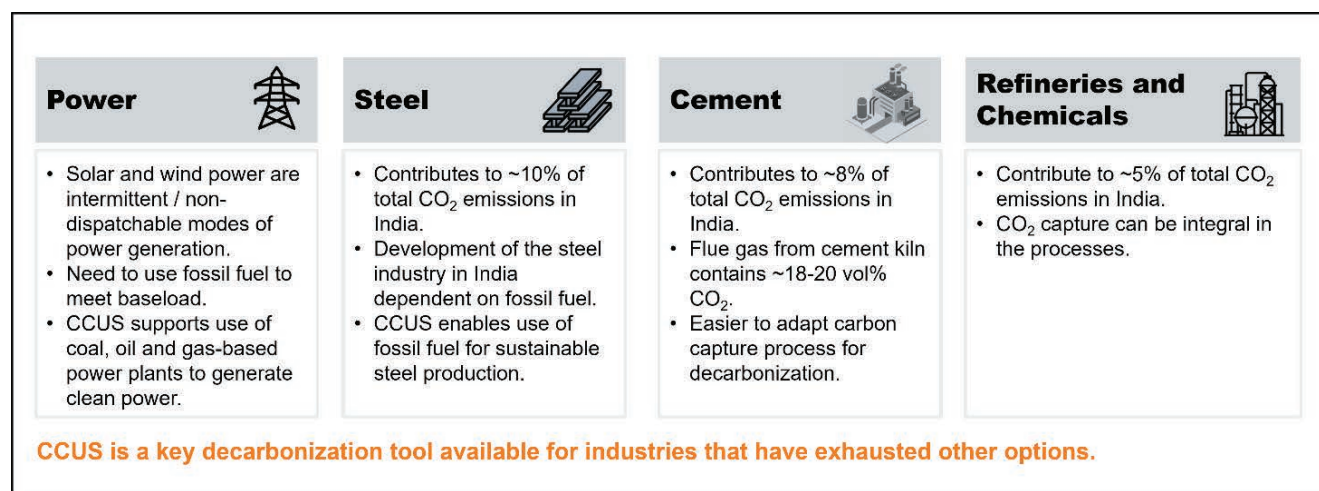 Power
• Solar and wind power are
intermittent / non-
dispatchable modes of
power generation.
• Need to use fossil fuel to
meet baseload.
• CCUS supports use of
coal, oil and gas-based
power plants to generate
clean power.
Steel
• Contributes to ~10% of
total CO₂ emissions in
India.
• Development of the steel
industry in India
dependent on fossil fuel.
• CCUS enables use of
fossil fuel for sustainable
steel production.
Cement
• Contributes to ~8% of
total CO₂ emissions in
India.
• Flue gas from cement kiln
contains ~18-20 vol%
CO₂.
• Easier to adapt carbon
capture process for
decarbonization.
Refineries and
Chemicals
• Contribute to ~5% of total CO₂
emissions in India.
• CO₂ capture can be integral in
the processes.
CCUS is a key decarbonization tool available for industries that have exhausted other options.